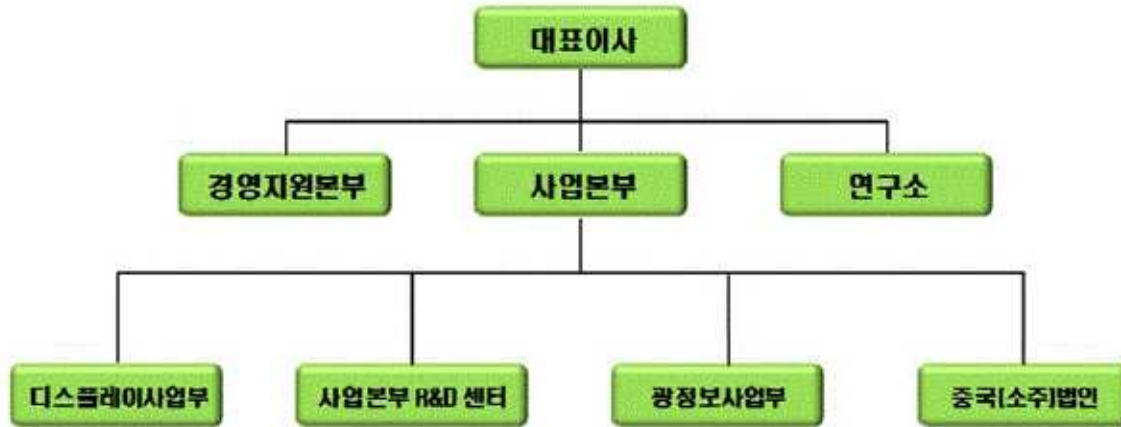 대표이사
경영지원본부
사업본부
연구소
디스플레이사업부
사업본부 R&D 센터
광정보사업부
중국[소주]법인